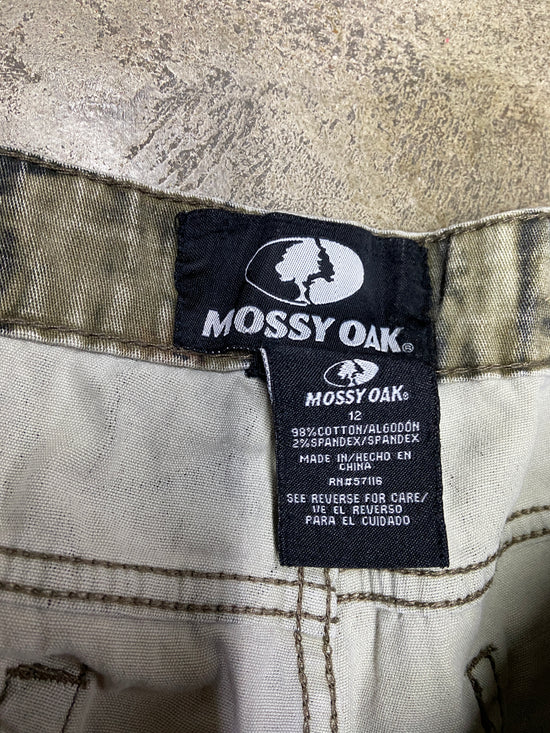 MOSSY OAK®
MOSSY OAK®
12
98%COTTON/ALGODÓN
2%SPANDEX/SPANDEX
MADE IN/HECHO EN
CHINA
RN#57116
SEE REVERSE FOR CARE/
V/E EL REVERSO
PARA EL CUIDADO